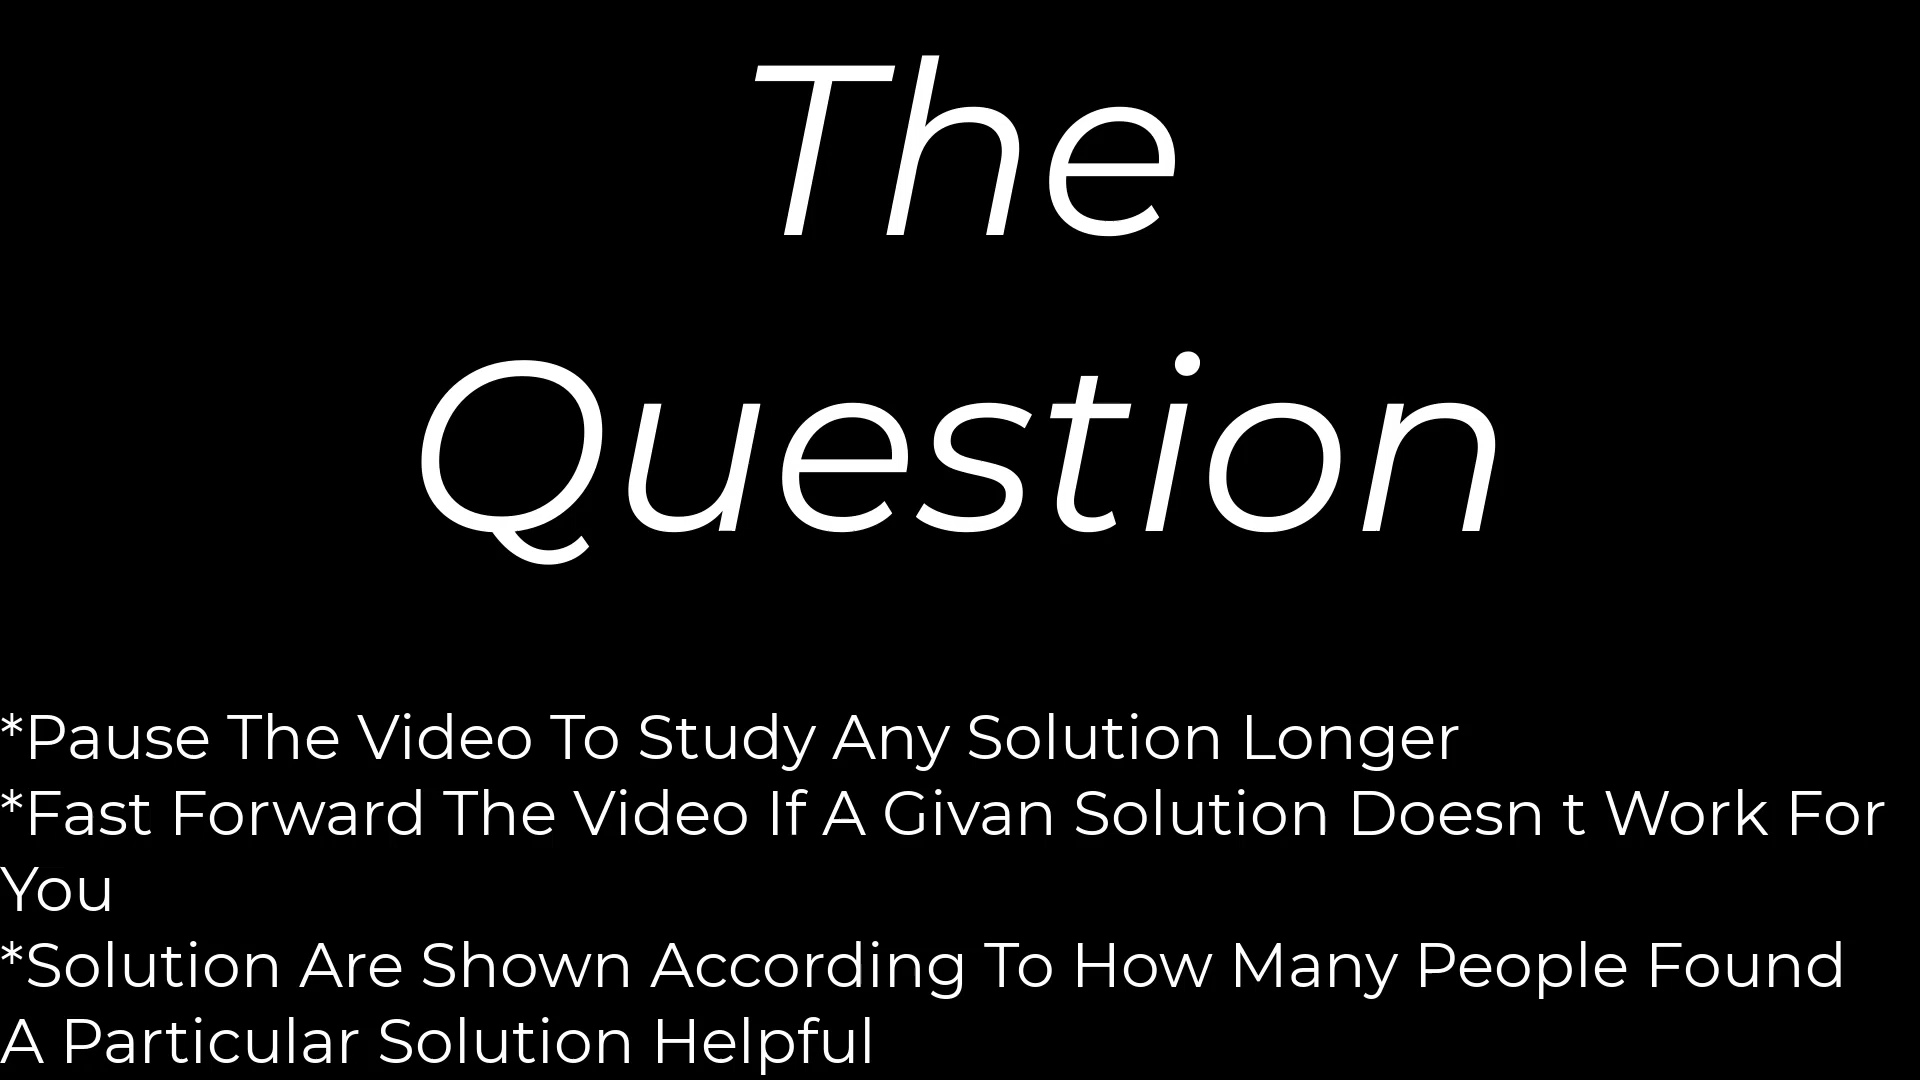 The
Question
*Pause The Video To Study Any Solution Longer
*Fast Forward The Video If A Givan Solution Doesn t Work For
You
*Solution Are Shown According To How Many People Found
A Particular Solution Helpful